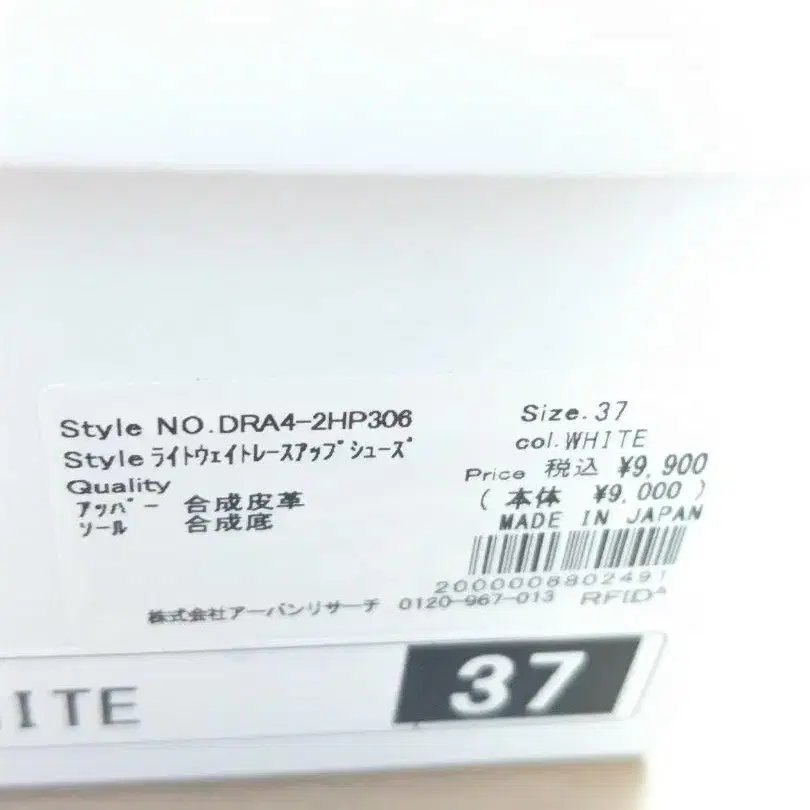 Style NO.DRA4-2HP306
Style ﾗｲﾄｳｪｲﾄﾚｰｽｱｯﾌﾟｼｭｰｽﾞ
Quality
ｱｯﾊﾟｰ 合成皮革
ｿｰﾙ 合成底
Size.37
col.WHITE
Price 税込 ¥9,900
( 本体 ¥9,000 )
MADE IN JAPAN
2000006802491
株式会社アーバンリサーチ 0120-967-013 RFID
ITE 37